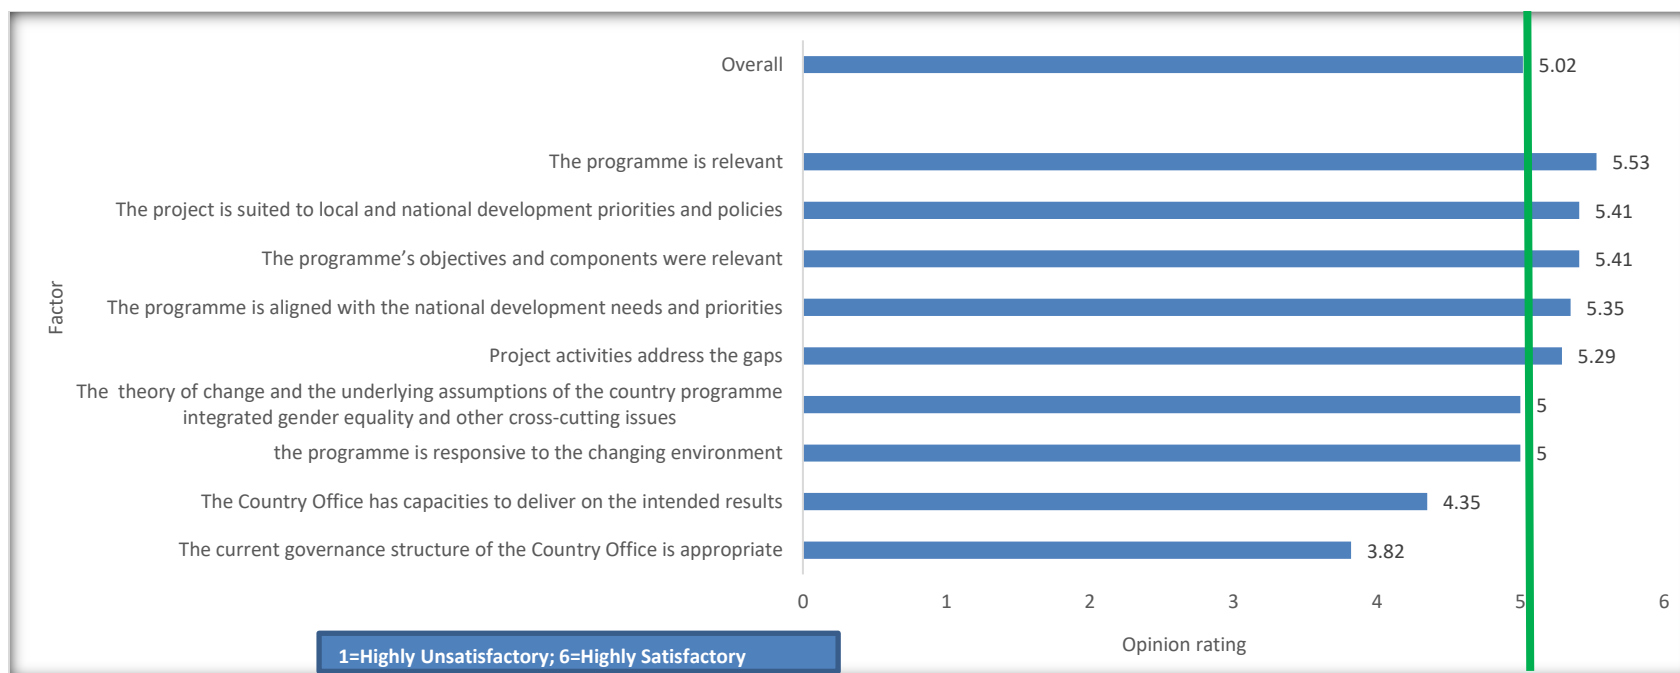 Overall
5.02
The programme is relevant
5.53
The project is suited to local and national development priorities and policies
5.41
The programme’s objectives and components were relevant
5.41
The programme is aligned with the national development needs and priorities
5.35
Project activities address the gaps
5.29
The  theory of change and the underlying assumptions of the country programme
integrated gender equality and other cross-cutting issues
5
the programme is responsive to the changing environment
5
The Country Office has capacities to deliver on the intended results
4.35
The current governance structure of the Country Office is appropriate
3.82
Factor
0 1 2 3 4 5 6
Opinion rating
1=Highly Unsatisfactory; 6=Highly Satisfactory